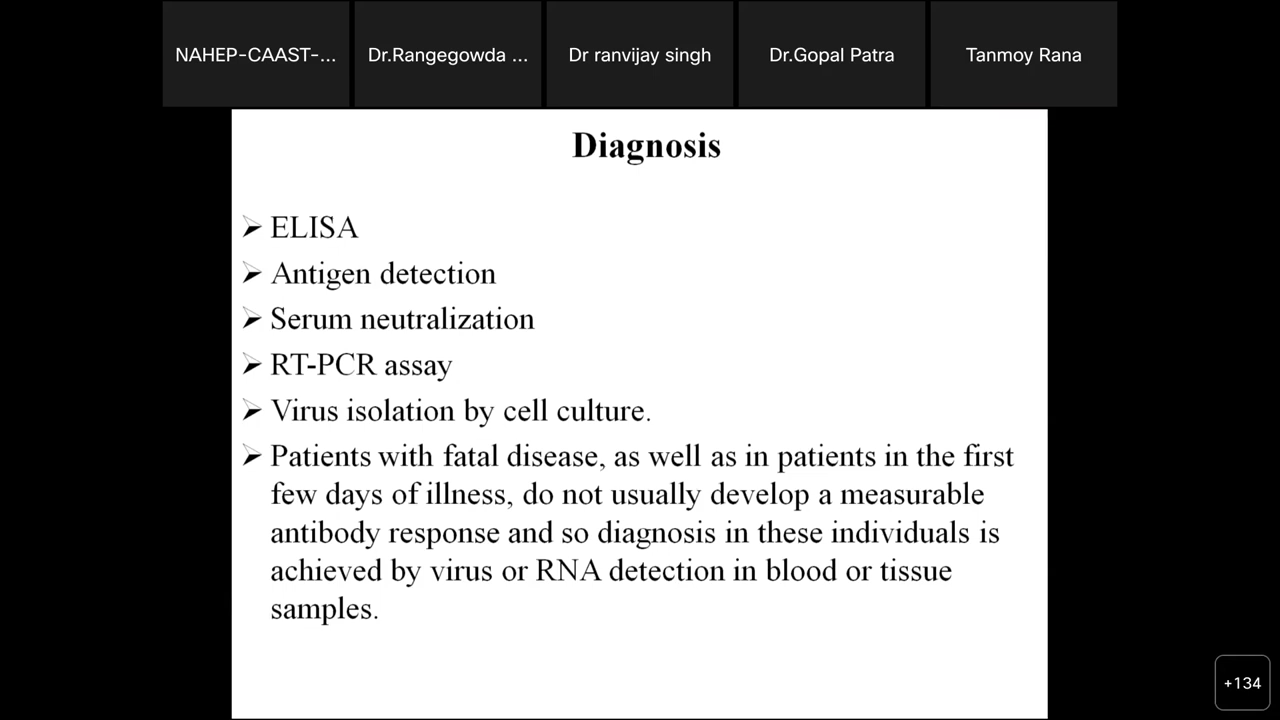 NAHEP-CAAST-...
Dr.Rangegowda ...
Dr ranvijay singh
Dr.Gopal Patra
Tanmoy Rana
Diagnosis
➢ ELISA
➢ Antigen detection
➢ Serum neutralization
➢ RT-PCR assay
➢ Virus isolation by cell culture.
➢ Patients with fatal disease, as well as in patients in the first
few days of illness, do not usually develop a measurable
antibody response and so diagnosis in these individuals is
achieved by virus or RNA detection in blood or tissue
samples.
+134